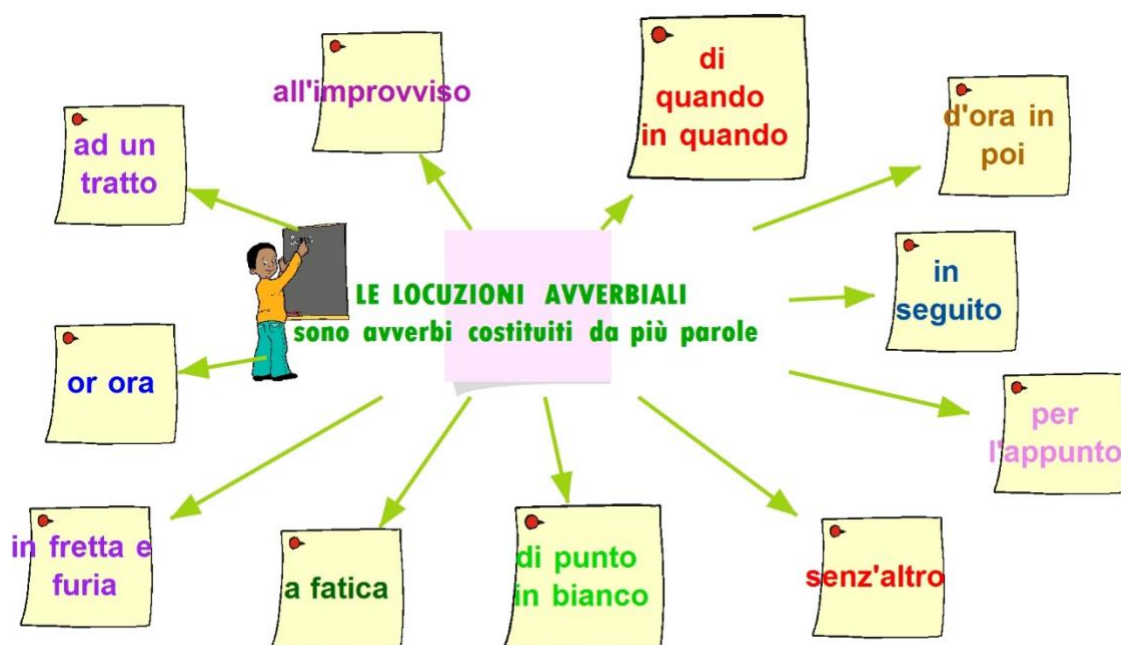 all'improvviso
di
quando
in quando
d'ora in
poi
ad un
tratto
in
seguito
LE LOCUZIONI AVVERBIALI
sono avverbi costituiti da più parole
or ora
per
l'appunto
in fretta e
furia
a fatica
di punto
in bianco
senz'altro